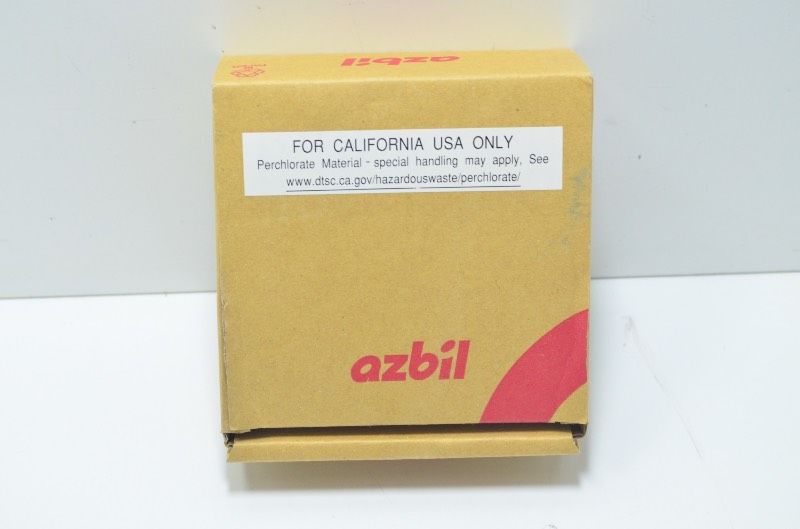 azbil
FOR CALIFORNIA USA ONLY
Perchlorate Material - special handling may apply, See
www.dtsc.ca.gov/hazardouswaste/perchlorate/
azbil